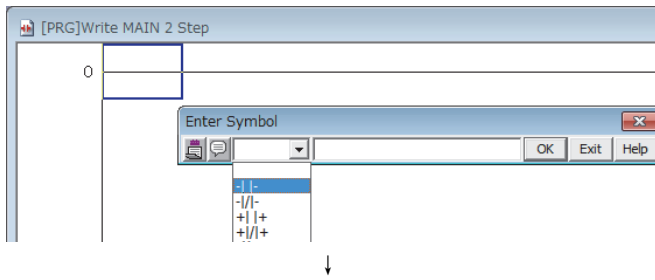 [PRG]Write MAIN 2 Step
0
Enter Symbol
OK Exit Help
-| |-
-|/|-
+| |+
+|/|+
↓